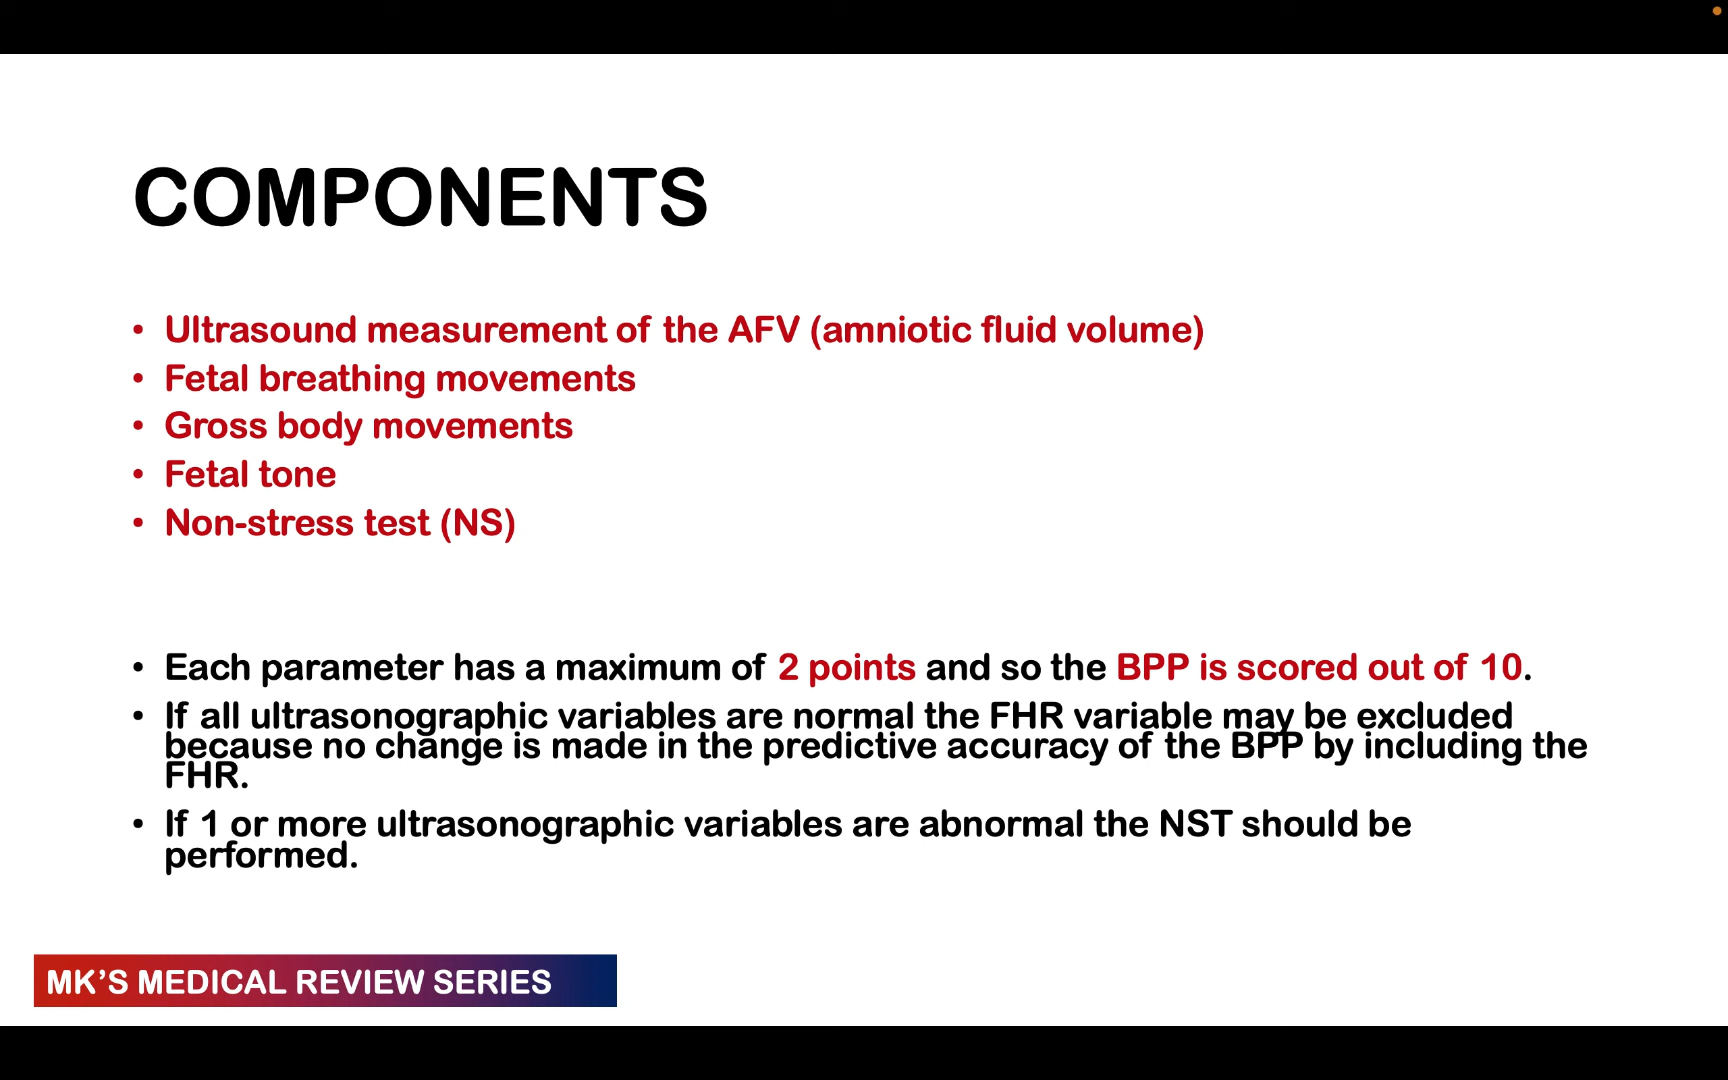 COMPONENTS
• Ultrasound measurement of the AFV (amniotic fluid volume)
• Fetal breathing movements
• Gross body movements
• Fetal tone
• Non-stress test (NS)
• Each parameter has a maximum of 2 points and so the BPP is scored out of 10.
• If all ultrasonographic variables are normal the FHR variable may be excluded
because no change is made in the predictive accuracy of the BPP by including the
FHR.
• If 1 or more ultrasonographic variables are abnormal the NST should be
performed.
MK’S MEDICAL REVIEW SERIES